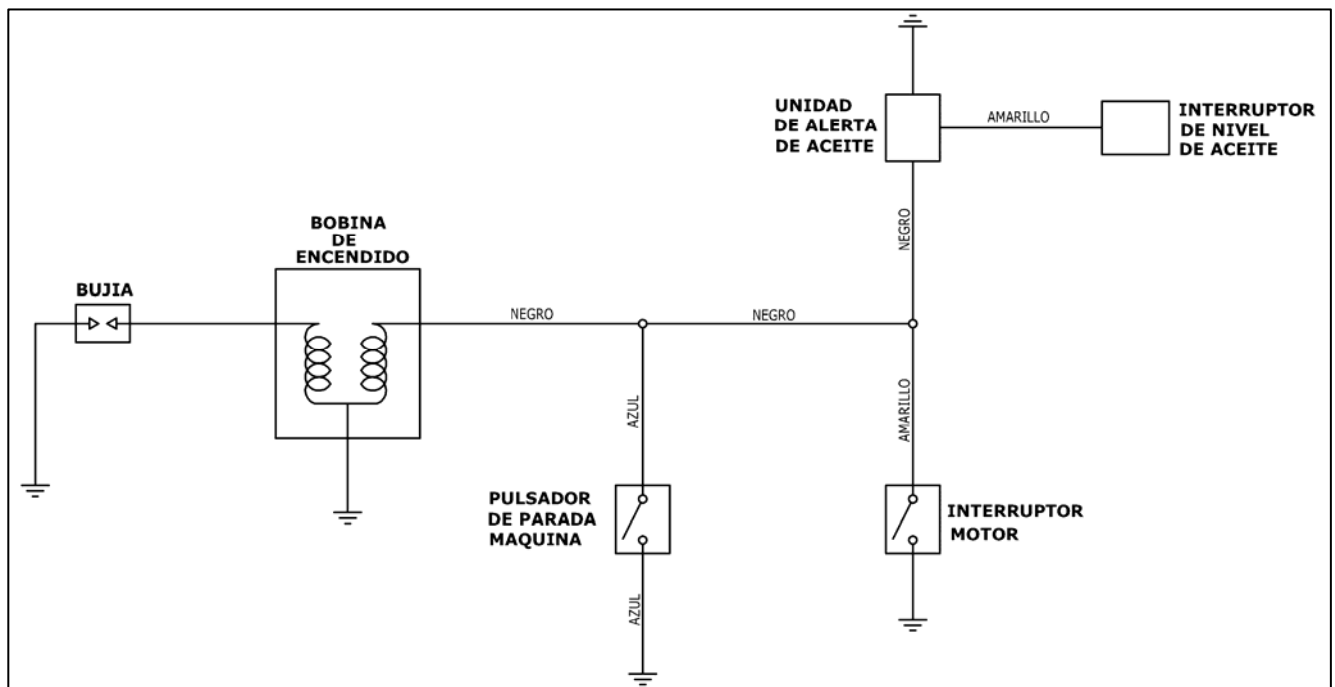 UNIDAD
DE ALERTA
DE ACEITE
AMARILLO
INTERRUPTOR
DE NIVEL
DE ACEITE
NEGRO
BOBINA
DE
ENCENDIDO
BUJIA
NEGRO
NEGRO
AZUL
AMARILLO
PULSADOR
DE PARADA
MAQUINA
INTERRUPTOR
MOTOR
AZUL